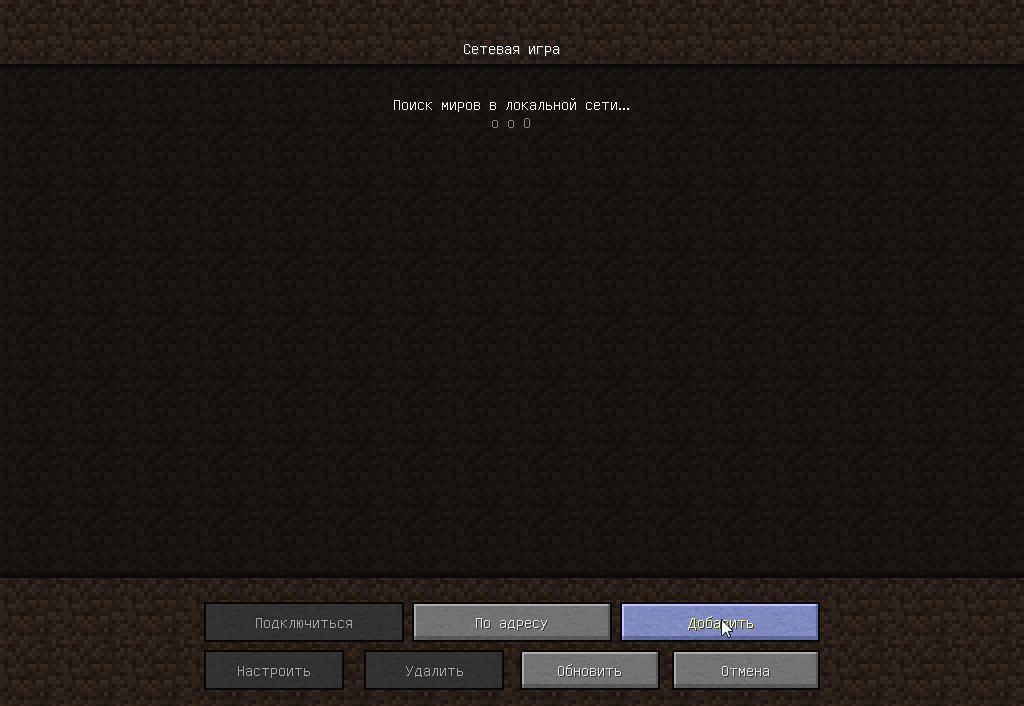 Сетевая игра
Поиск миров в локальной сети...
o o O
Подключиться По адресу Добавить
Настроить Удалить Обновить Отмена